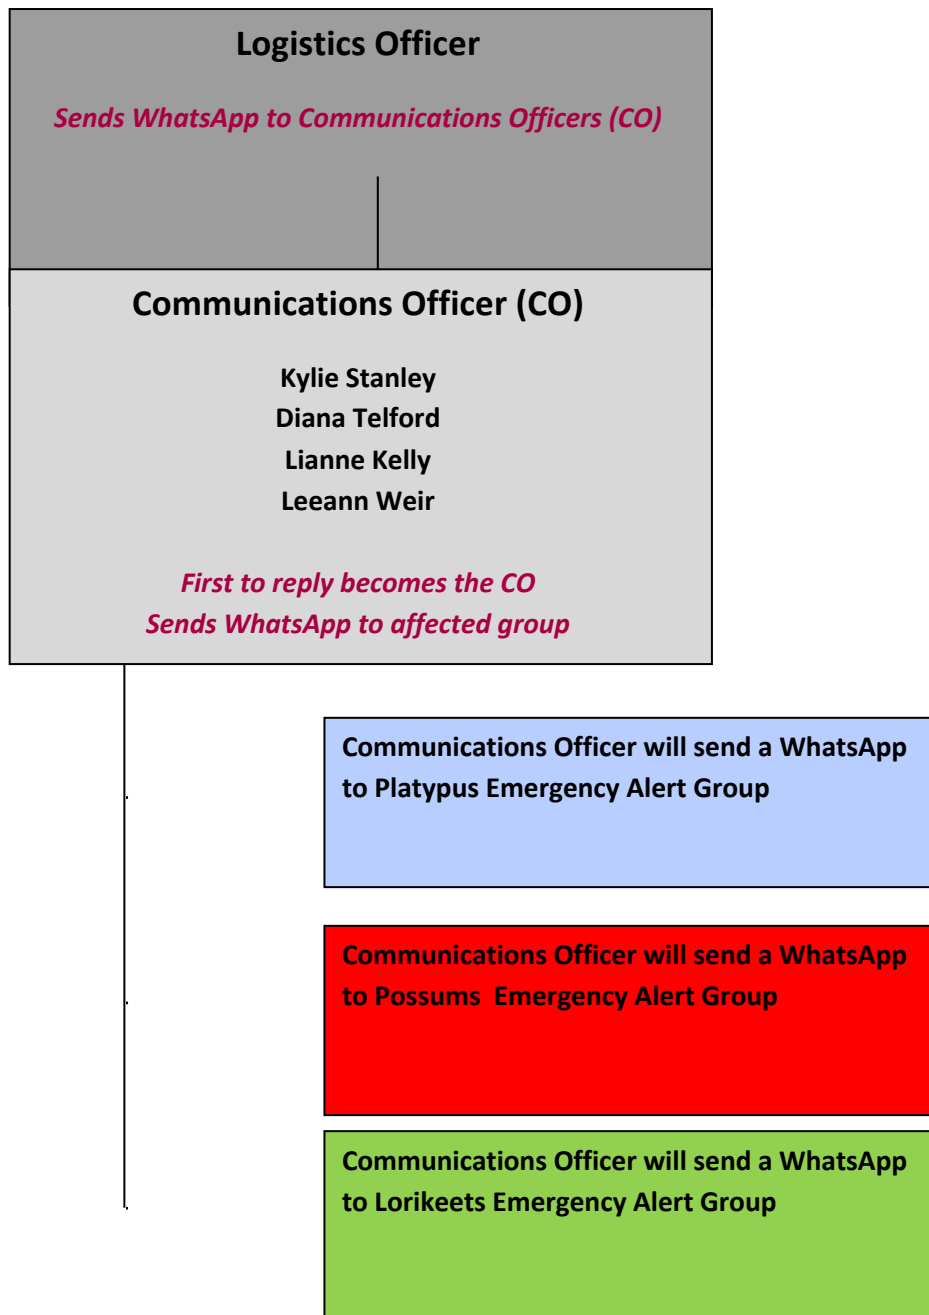 Logistics Officer
Sends WhatsApp to Communications Officers (CO)
Communications Officer (CO)
Kylie Stanley
Diana Telford
Lianne Kelly
Leeann Weir
First to reply becomes the CO
Sends WhatsApp to affected group
Communications Officer will send a WhatsApp
to Platypus Emergency Alert Group
Communications Officer will send a WhatsApp
to Possums  Emergency Alert Group
Communications Officer will send a WhatsApp
to Lorikeets Emergency Alert Group